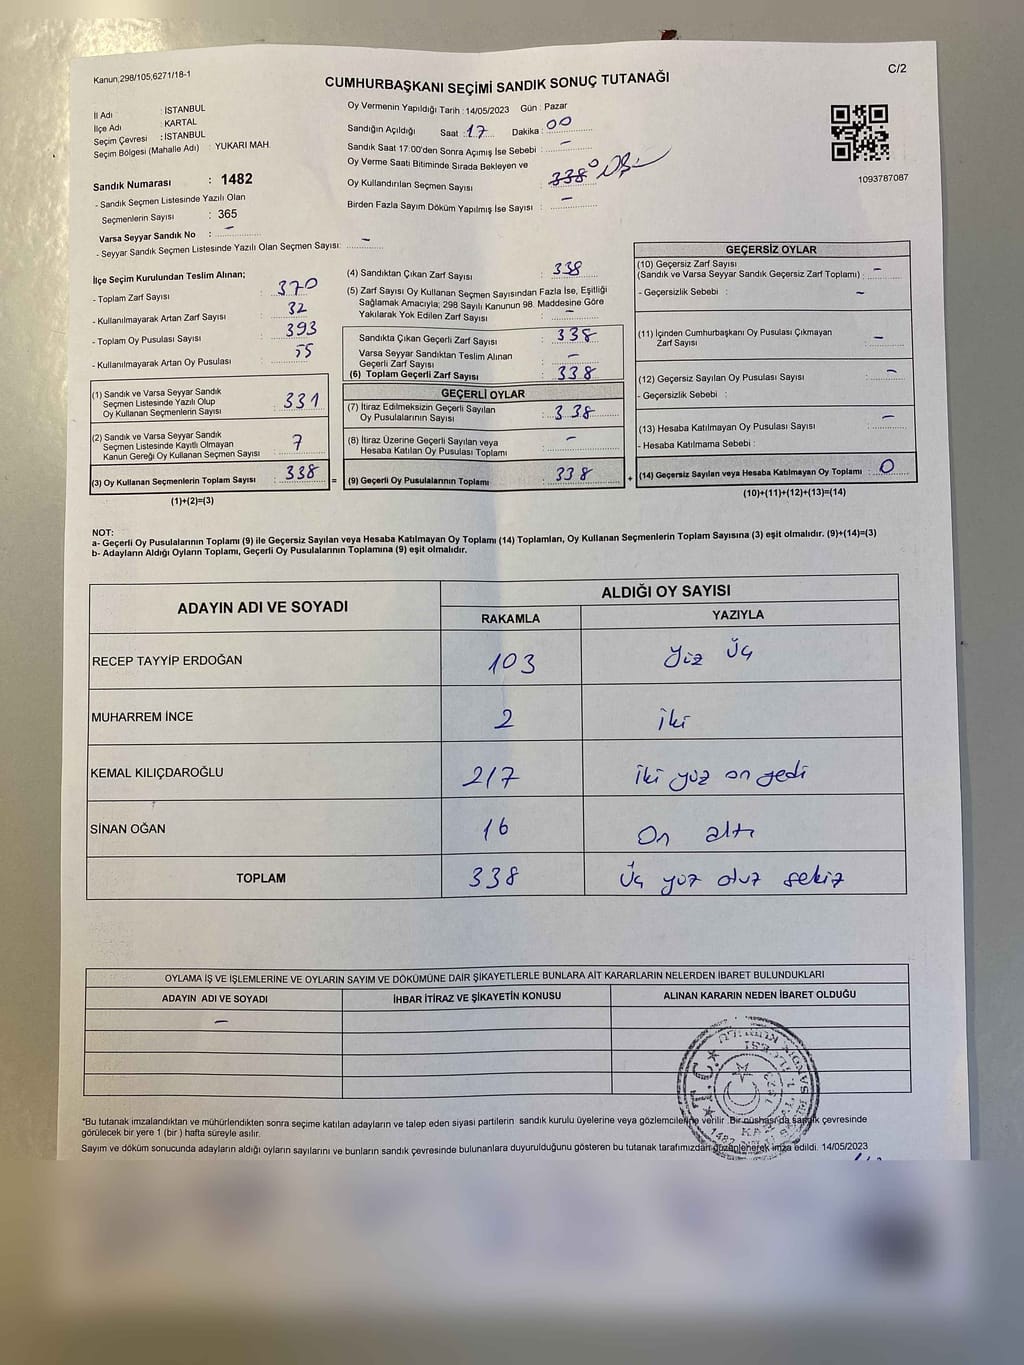 Kanun,298/105,6271/18-1
C/2
CUMHURBAŞKANI SEÇİMİ SANDIK SONUÇ TUTANAĞI
İl Adı : İSTANBUL
İlçe Adı : KARTAL
Seçim Çevresi : İSTANBUL
Seçim Bölgesi (Mahalle Adı) : YUKARI MAH.
Sandık Numarası : 1482
- Sandık Seçmen Listesinde Yazılı Olan
Seçmenlerin Sayısı : 365
Varsa Seyyar Sandık No : -
- Seyyar Sandık Seçmen Listesinde Yazılı Olan Seçmen Sayısı: -
Oy Vermenin Yapıldığı Tarih : 14/05/2023 Gün : Pazar
Sandığın Açıldığı Saat : 17 Dakika : 00
Sandık Saat 17:00'den Sonra Açımış İse Sebebi : -
Oy Verme Saati Bitiminde Sırada Bekleyen ve
Oy Kullandırılan Seçmen Sayısı : 338 0
Birden Fazla Sayım Döküm Yapılmış İse Sayısı : -
1093787087
İlçe Seçim Kurulundan Teslim Alınan;
- Toplam Zarf Sayısı : 370
- Kullanılmayarak Artan Zarf Sayısı : 32
- Toplam Oy Pusulası Sayısı : 393
- Kullanılmayarak Artan Oy Pusulası : 55
(1) Sandık ve Varsa Seyyar Sandık
Seçmen Listesinde Yazılı Olup
Oy Kullanan Seçmenlerin Sayısı : 331
(2) Sandık ve Varsa Seyyar Sandık
Seçmen Listesinde Kayıtlı Olmayan
Kanun Gereği Oy Kullanan Seçmen Sayısı : 7
(3) Oy Kullanan Seçmenlerin Toplam Sayısı : 338 =
(1)+(2)=(3)
(4) Sandıktan Çıkan Zarf Sayısı : 338
(5) Zarf Sayısı Oy Kullanan Seçmen Sayısından Fazla İse, Eşitliği
Sağlamak Amacıyla; 298 Sayılı Kanunun 98. Maddesine Göre
Yakılarak Yok Edilen Zarf Sayısı : -
Sandıkta Çıkan Geçerli Zarf Sayısı : 338
Varsa Seyyar Sandıktan Teslim Alınan
Geçerli Zarf Sayısı : -
(6) Toplam Geçerli Zarf Sayısı : 338
GEÇERLİ OYLAR
(7) İtiraz Edilmeksizin Geçerli Sayılan
Oy Pusulalarının Sayısı : 338
(8) İtiraz Üzerine Geçerli Sayılan veya
Hesaba Katılan Oy Pusulası Toplamı : -
(9) Geçerli Oy Pusulalarının Toplamı : 338 +
GEÇERSİZ OYLAR
(10) Geçersiz Zarf Sayısı
(Sandık ve Varsa Seyyar Sandık Geçersiz Zarf Toplamı) : -
- Geçersizlik Sebebi : -
(11) İçinden Cumhurbaşkanı Oy Pusulası Çıkmayan
Zarf Sayısı : -
(12) Geçersiz Sayılan Oy Pusulası Sayısı : -
- Geçersizlik Sebebi :
(13) Hesaba Katılmayan Oy Pusulası Sayısı : -
- Hesaba Katılmama Sebebi :
(14) Geçersiz Sayılan veya Hesaba Katılmayan Oy Toplamı : 0
(10)+(11)+(12)+(13)=(14)
NOT:
a- Geçerli Oy Pusulalarının Toplamı (9) ile Geçersiz Sayılan veya Hesaba Katılmayan Oy Toplamı (14) Toplamları, Oy Kullanan Seçmenlerin Toplam Sayısına (3) eşit olmalıdır. (9)+(14)=(3)
b- Adayların Aldığı Oyların Toplamı, Geçerli Oy Pusulalarının Toplamına (9) eşit olmalıdır.
ADAYIN ADI VE SOYADI
ALDIĞI OY SAYISI
RAKAMLA YAZIYLA
RECEP TAYYİP ERDOĞAN 103 yüz üç
MUHARREM İNCE 2 iki
KEMAL KILIÇDAROĞLU 217 iki yüz on yedi
SİNAN OĞAN 16 On altı
TOPLAM 338 üç yüz otuz sekiz
OYLAMA İŞ VE İŞLEMLERİNE VE OYLARIN SAYIM VE DÖKÜMÜNE DAİR ŞİKAYETLERLE BUNLARA AİT KARARLARIN NELERDEN İBARET BULUNDUKLARI
ADAYIN ADI VE SOYADI İHBAR İTİRAZ VE ŞİKAYETİN KONUSU ALINAN KARARIN NEDEN İBARET OLDUĞU
-
★ T.C. ★
*Bu tutanak imzalandıktan ve mühürlendikten sonra seçime katılan adayların ve talep eden siyasi partilerin sandık kurulu üyelerine veya gözlemcilerine verilir. Bir nüshası da sandık çevresinde
görülecek bir yere 1 (bir) hafta süreyle asılır.
Sayım ve döküm sonucunda adayların aldığı oyların sayılarını ve bunların sandık çevresinde bulunanlara duyurulduğunu gösteren bu tutanak tarafımızdan düzenlenerek imza edildi. 14/05/2023